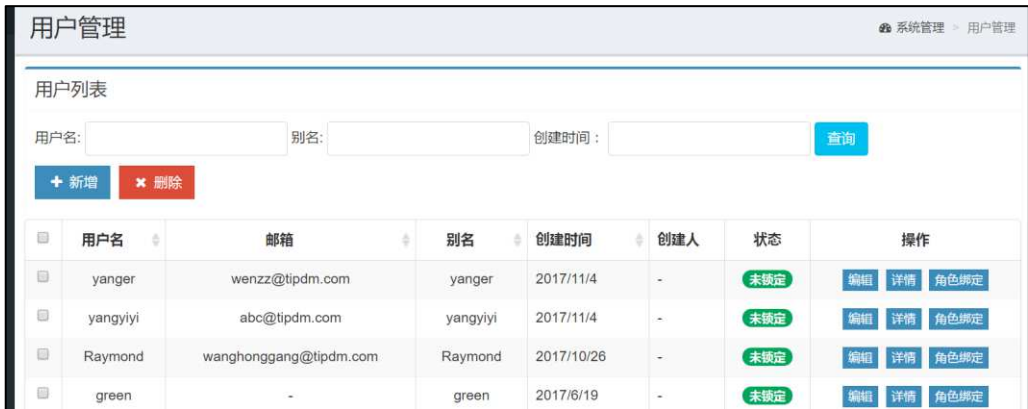 用户管理
系统管理 > 用户管理
用户列表
用户名: 别名: 创建时间： 查询
新增 删除
用户名 邮箱 别名 创建时间 创建人 状态 操作
yanger wenzz@tipdm.com yanger 2017/11/4 - 未锁定 编辑 详情 角色绑定
yangyiyi abc@tipdm.com yangyiyi 2017/11/4 - 未锁定 编辑 详情 角色绑定
Raymond wanghonggang@tipdm.com Raymond 2017/10/26 - 未锁定 编辑 详情 角色绑定
green - green 2017/6/19 - 未锁定 编辑 详情 角色绑定